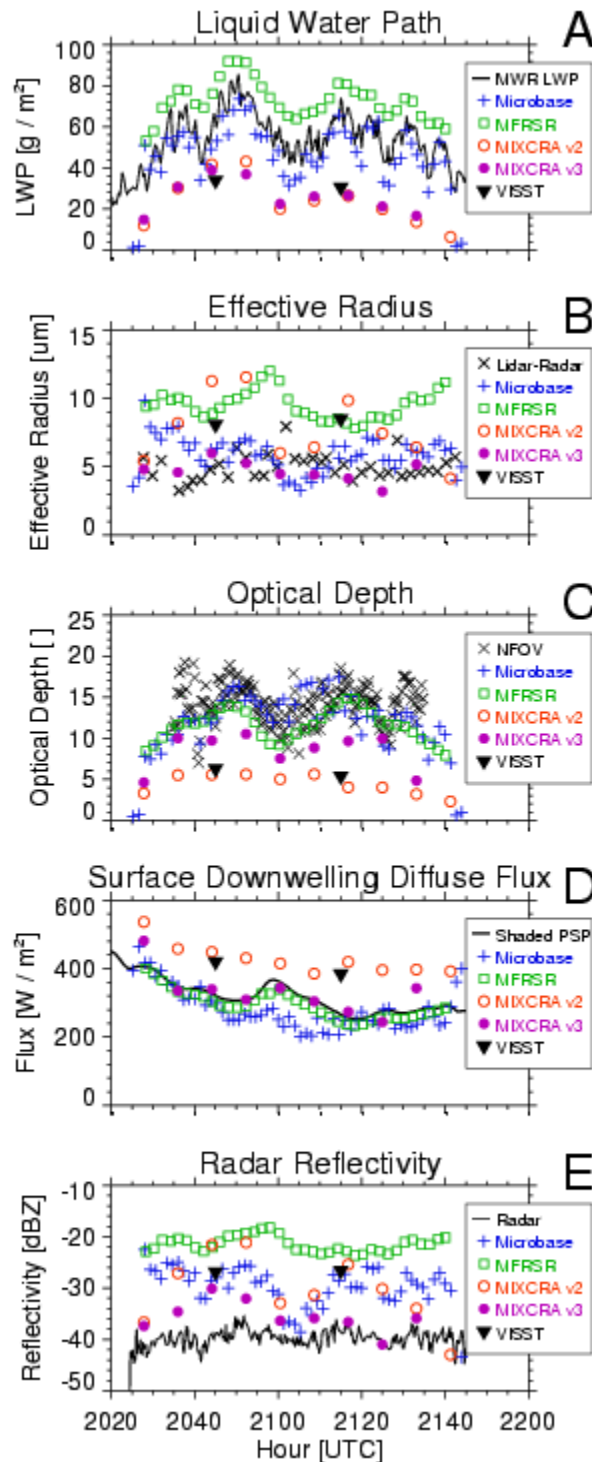 Liquid Water Path
A
100
80
60
40
20
0
LWP [g / m²]
MWR LWP
Microbase
MFRSR
MIXCRA v2
MIXCRA v3
VISST
Effective Radius
B
15
10
5
0
Effective Radius [um]
Lidar-Radar
Microbase
MFRSR
MIXCRA v2
MIXCRA v3
VISST
Optical Depth
C
25
20
15
10
5
0
Optical Depth [ ]
NFOV
Microbase
MFRSR
MIXCRA v2
MIXCRA v3
VISST
Surface Downwelling Diffuse Flux
D
600
400
200
0
Flux [W / m²]
Shaded PSP
Microbase
MFRSR
MIXCRA v2
MIXCRA v3
VISST
Radar Reflectivity
E
-10
-20
-30
-40
-50
Reflectivity [dBZ]
Radar
Microbase
MFRSR
MIXCRA v2
MIXCRA v3
VISST
2020 2040 2100 2120 2140 2200
Hour [UTC]